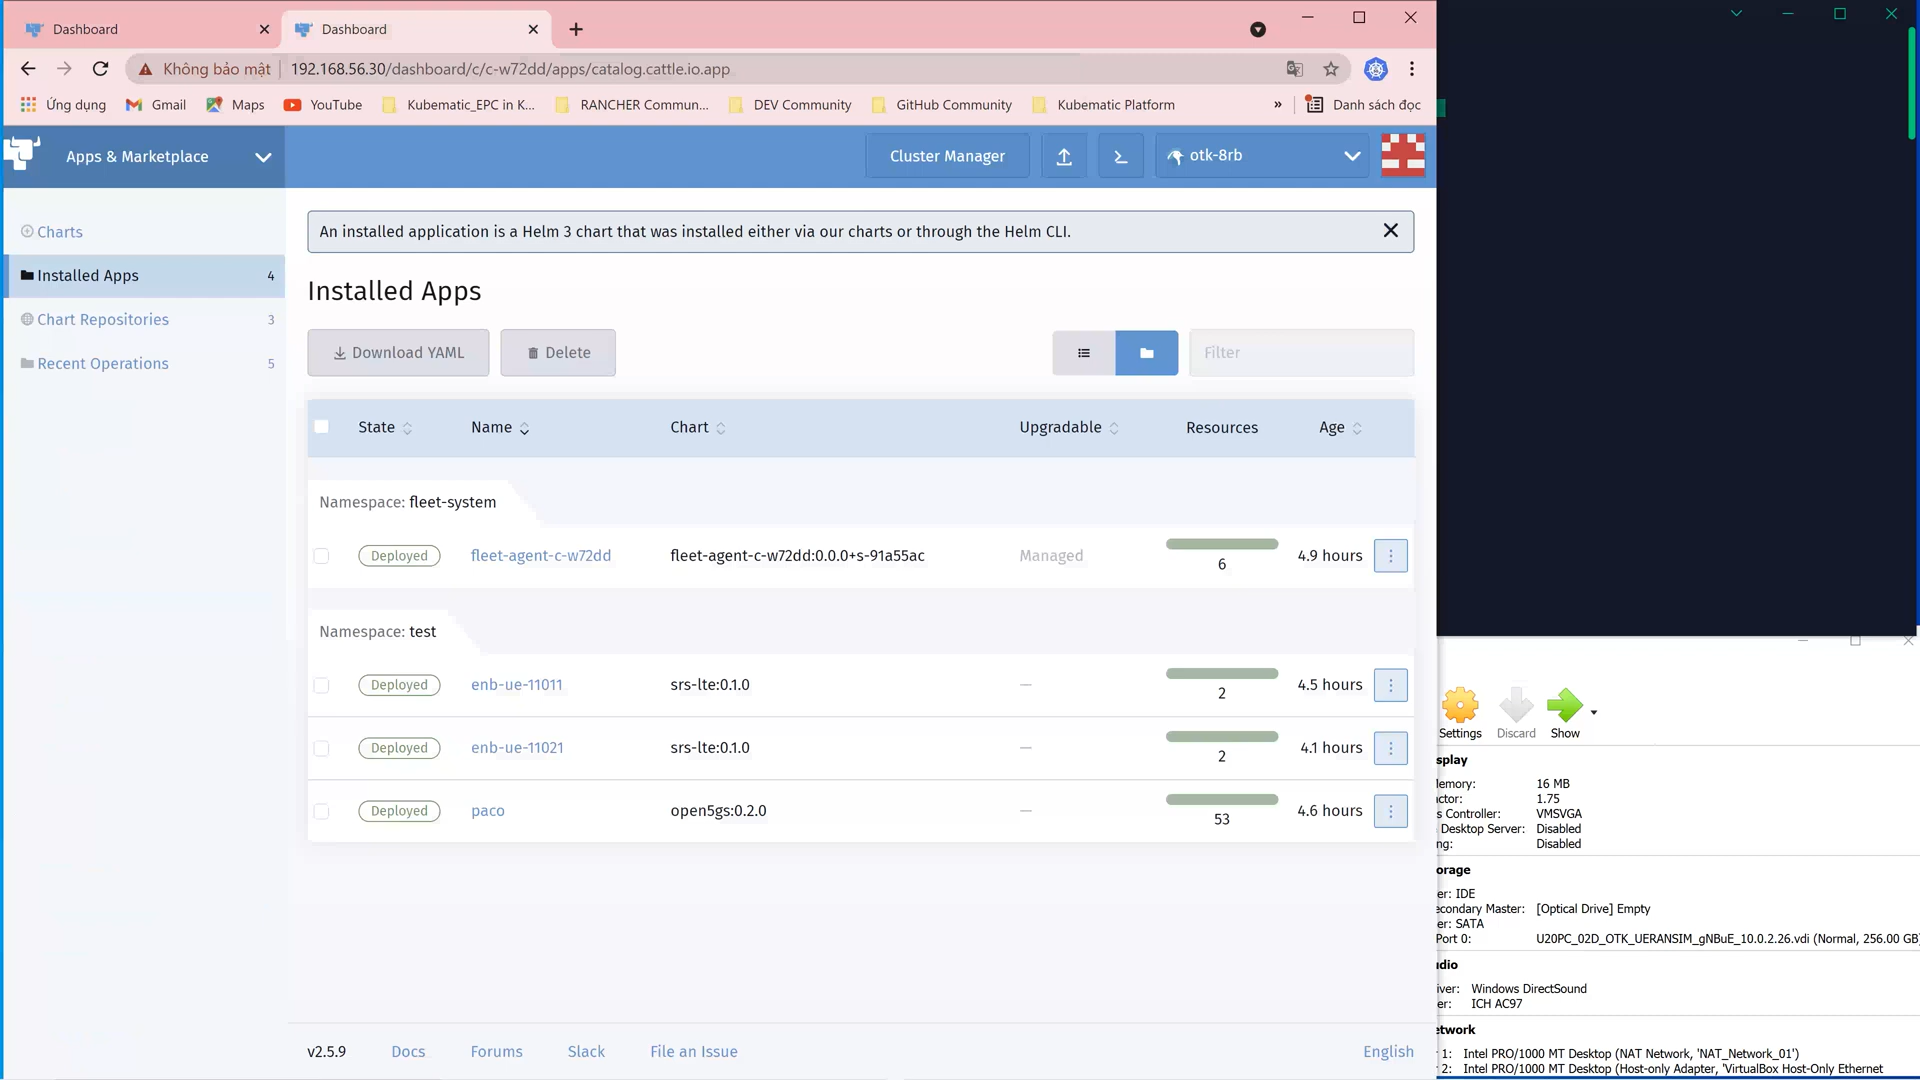 Dashboard
Dashboard
Không bảo mật
192.168.56.30/dashboard/c/c-w72dd/apps/catalog.cattle.io.app
Ứng dụng
Gmail
Maps
YouTube
Kubematic_EPC in K...
RANCHER Commun...
DEV Community
GitHub Community
Kubematic Platform
»
Danh sách đọc
Apps & Marketplace
Cluster Manager
otk-8rb
Charts
Installed Apps 4
Chart Repositories 3
Recent Operations 5
An installed application is a Helm 3 chart that was installed either via our charts or through the Helm CLI.
Installed Apps
Download YAML
Delete
Filter
State Name Chart Upgradable Resources Age
Namespace: fleet-system
Deployed fleet-agent-c-w72dd fleet-agent-c-w72dd:0.0.0+s-91a55ac Managed 6 4.9 hours
Namespace: test
Deployed enb-ue-11011 srs-lte:0.1.0 — 2 4.5 hours
Deployed enb-ue-11021 srs-lte:0.1.0 — 2 4.1 hours
Deployed paco open5gs:0.2.0 — 53 4.6 hours
v2.5.9 Docs Forums Slack File an Issue English
Settings Discard Show
splay
emory: 16 MB
actor: 1.75
s Controller: VMSVGA
Desktop Server: Disabled
ng: Disabled
orage
er: IDE
econdary Master: [Optical Drive] Empty
er: SATA
Port 0: U20PC_02D_OTK_UERANSIM_gNBuE_10.0.2.26.vdi (Normal, 256.00 GB
dio
iver: Windows DirectSound
er: ICH AC97
etwork
1: Intel PRO/1000 MT Desktop (NAT Network, 'NAT_Network_01')
2: Intel PRO/1000 MT Desktop (Host-only Adapter, 'VirtualBox Host-Only Ethernet